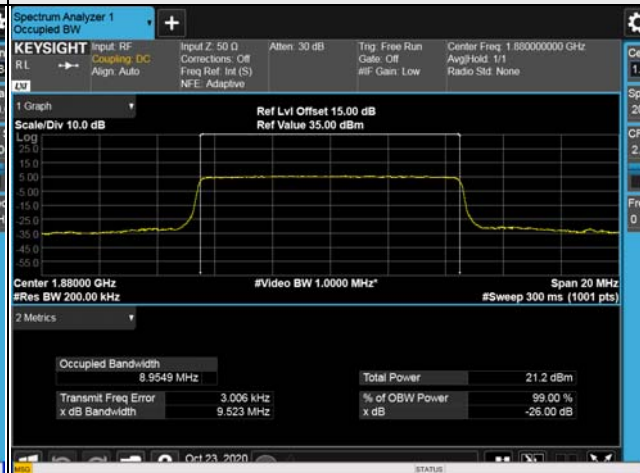 Spectrum Analyzer 1
Occupied BW
KEYSIGHT Input: RF Input Z: 50 Ω Atten: 30 dB Trig: Free Run Center Freq: 1.880000000 GHz
RL Coupling: DC Corrections: Off Gate: Off Avg|Hold: 1/1
Align: Auto Freq Ref: Int (S) #IF Gain: Low Radio Std: None
NFE: Adaptive
LXI
1 Graph
Ref Lvl Offset 15.00 dB
Scale/Div 10.0 dB Ref Value 35.00 dBm
Log
25.0
15.0
5.00
-5.00
-15.0
-25.0
-35.0
-45.0
-55.0
Center 1.88000 GHz #Video BW 1.0000 MHz* Span 20 MHz
#Res BW 200.00 kHz #Sweep 300 ms (1001 pts)
2 Metrics
Occupied Bandwidth
8.9549 MHz Total Power 21.2 dBm
Transmit Freq Error 3.006 kHz % of OBW Power 99.00 %
x dB Bandwidth 9.523 MHz x dB -26.00 dB
Oct 23, 2020
MSG STATUS